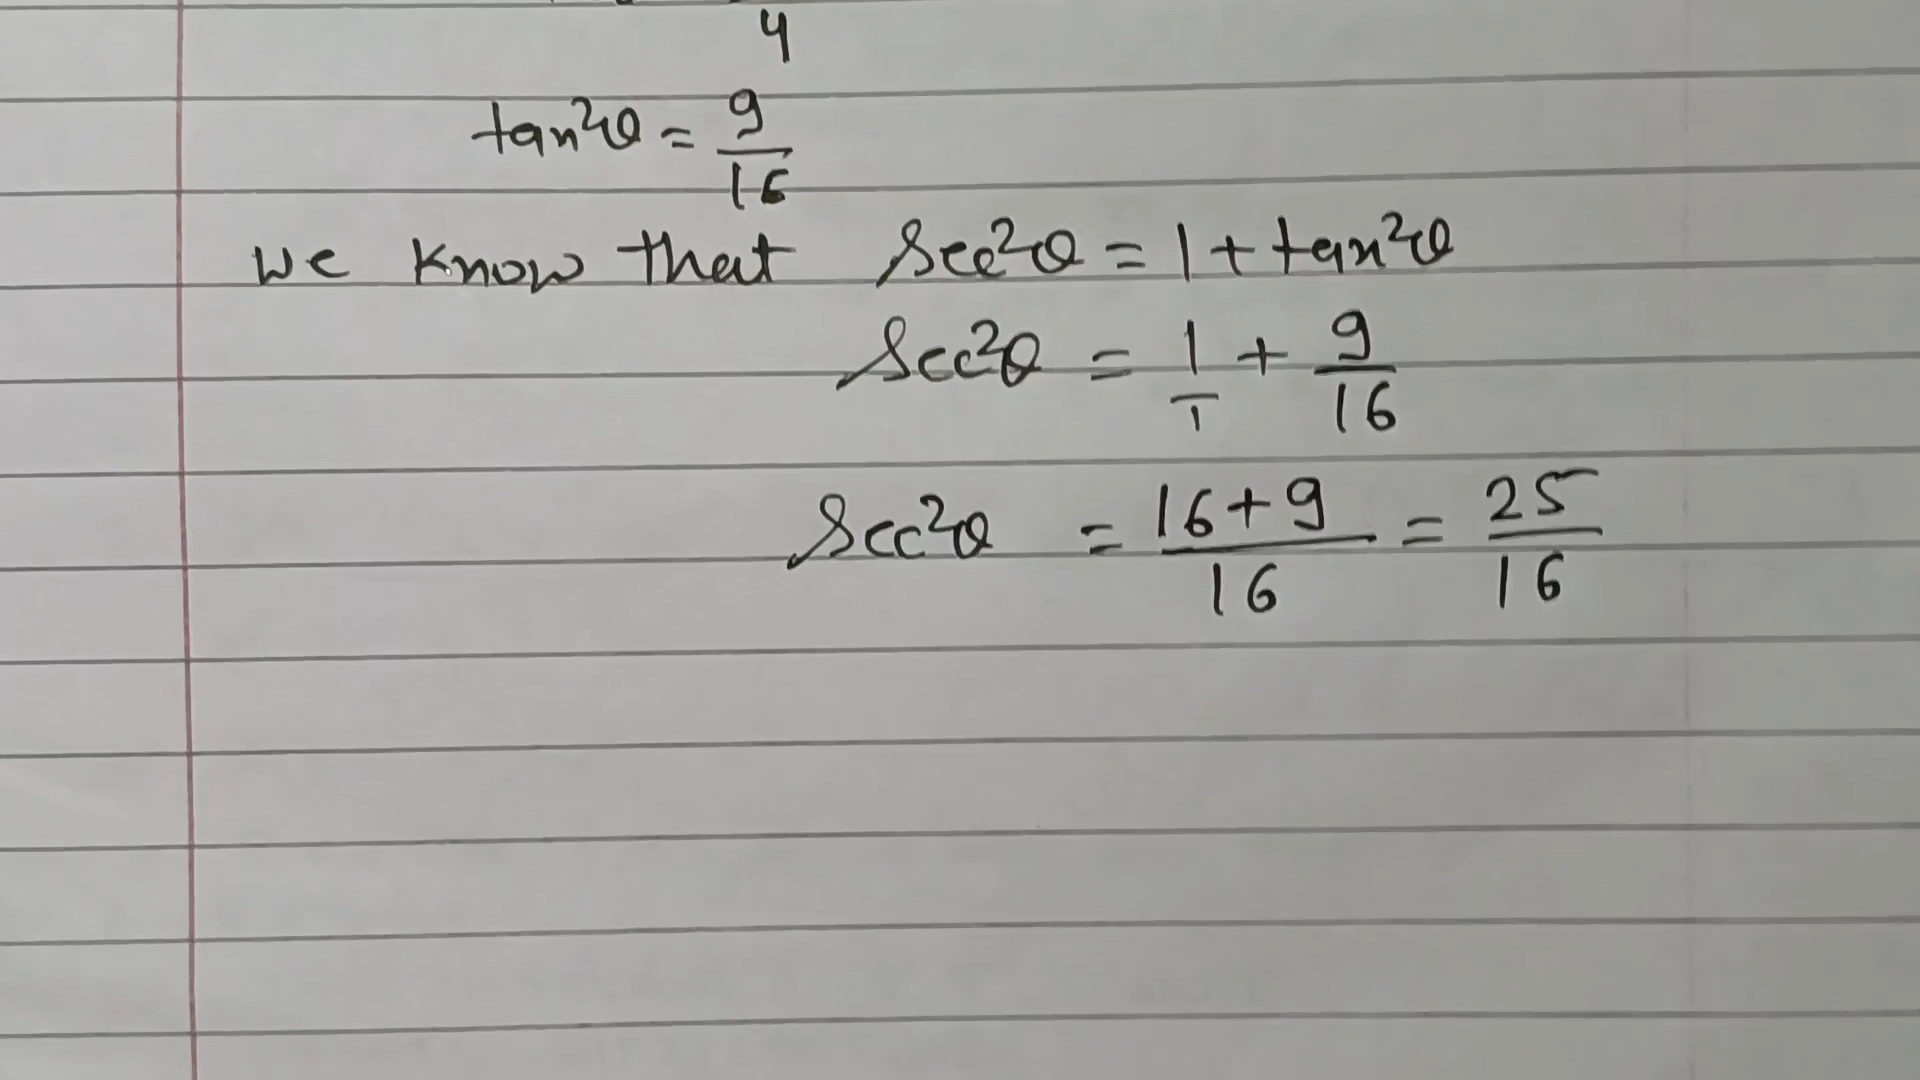 4
tan²θ = 9/16
we know that sec²θ = 1 + tan²θ
sec²θ = 1/1 + 9/16
sec²θ = 16+9/16 = 25/16